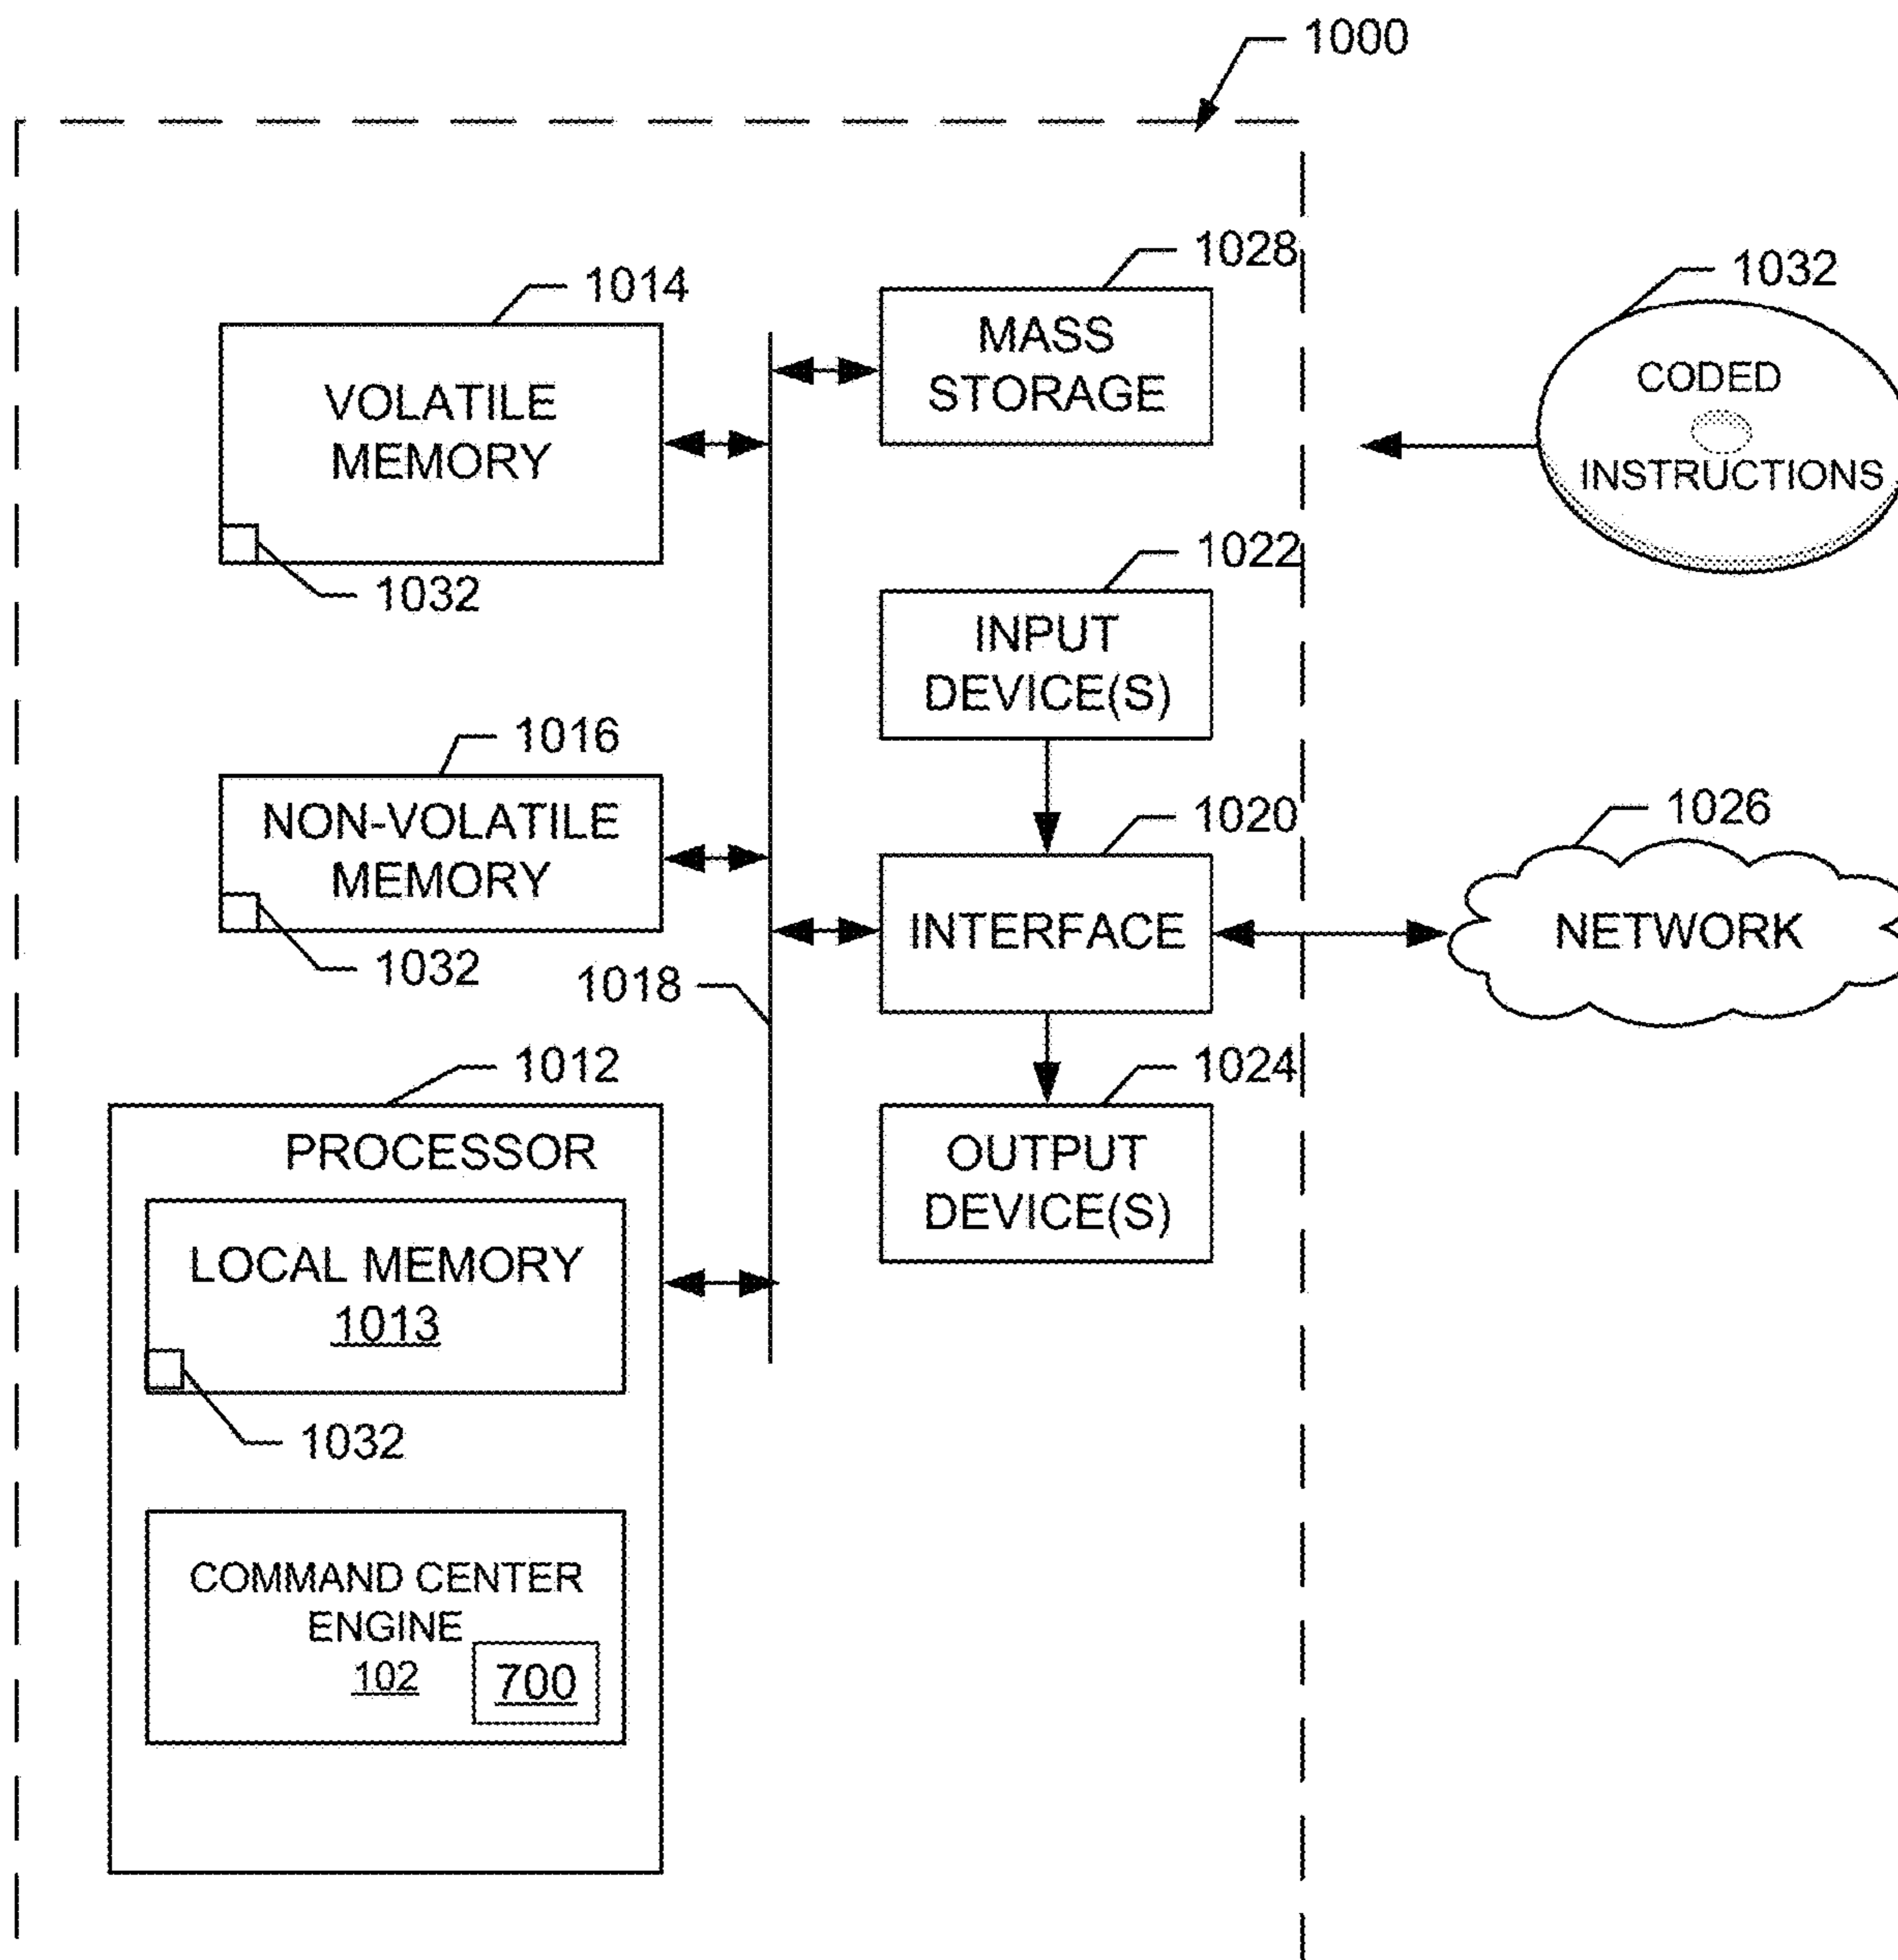 1000
1028
1032
1014
MASS
STORAGE
VOLATILE
MEMORY
CODED
INSTRUCTIONS
1032
1022
INPUT
DEVICE(S)
1016
NON-VOLATILE
MEMORY
1032
1020
1026
INTERFACE
NETWORK
1018
1012
1024
PROCESSOR
OUTPUT
DEVICE(S)
LOCAL MEMORY
1013
1032
COMMAND CENTER
ENGINE
102
700